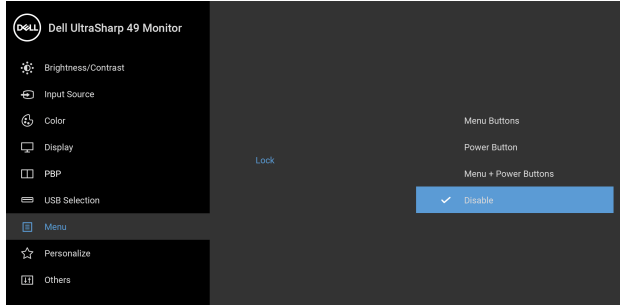 DELL Dell UltraSharp 49 Monitor
Brightness/Contrast
Input Source
Color
Display
PBP
USB Selection
Menu
Personalize
Others
Lock
Menu Buttons
Power Button
Menu + Power Buttons
Disable